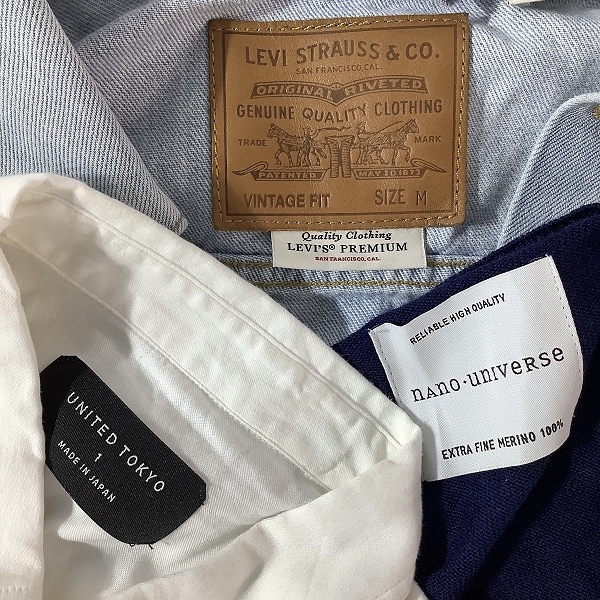 LEVI STRAUSS & CO.
SAN FRANCISCO, CAL.
ORIGINAL RIVETED
GENUINE QUALITY CLOTHING
TRADE MARK
PATENTED MAY 20 1873
VINTAGE FIT SIZE M
Quality Clothing
LEVI'S® PREMIUM
SAN FRANCISCO, CAL.
RELIABLE HIGH QUALITY
nano・universe
EXTRA FINE MERINO 100%
UNITED TOKYO
1
MADE IN JAPAN